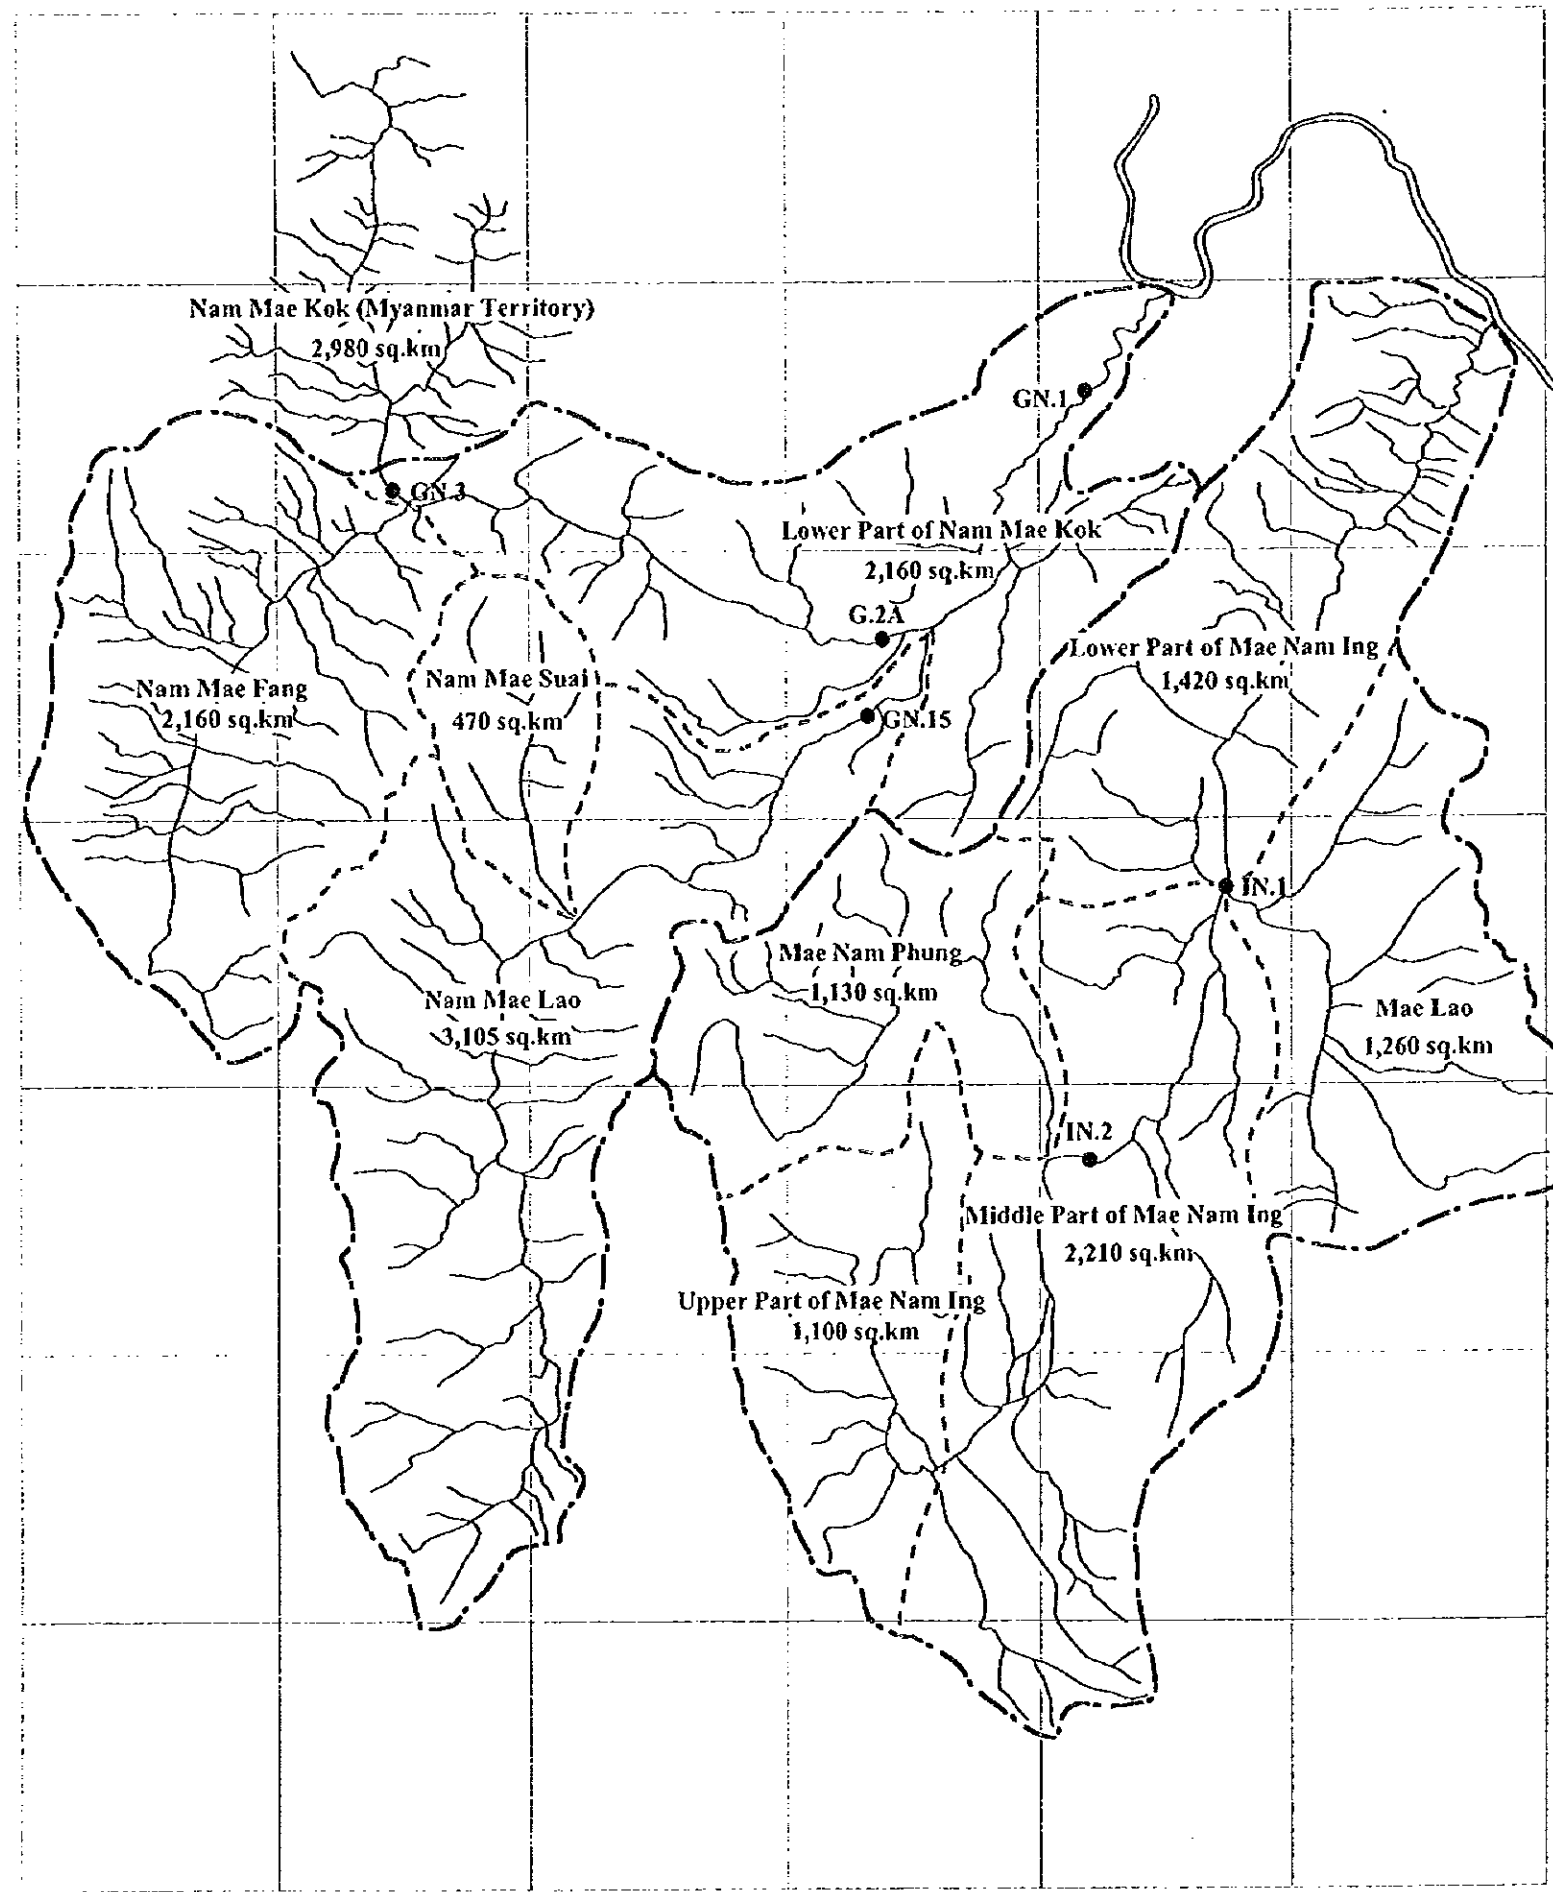 Nam Mae Kok (Myanmar Territory)
2,980 sq.km
GN.1
GN.3
Lower Part of Nam Mae Kok
2,160 sq.km
G.2A
Lower Part of Mae Nam Ing
1,420 sq.km
Nam Mae Fang
2,160 sq.km
Nam Mae Suai
470 sq.km
GN.15
IN.1
Mae Nam Phung
1,130 sq.km
Nam Mae Lao
3,105 sq.km
Mae Lao
1,260 sq.km
IN.2
Middle Part of Mae Nam Ing
2,210 sq.km
Upper Part of Mae Nam Ing
1,100 sq.km